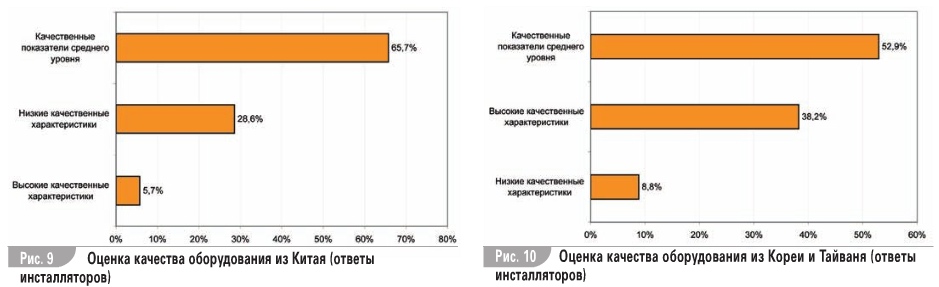 Качественные
показатели среднего
уровня
65,7%
Низкие качественные
характеристики
28,6%
Высокие качественные
характеристики
5,7%
0% 10% 20% 30% 40% 50% 60% 70% 80%
Рис. 9 Оценка качества оборудования из Китая (ответы
инсталляторов)
Качественные
показатели среднего
уровня
52,9%
Высокие качественные
характеристики
38,2%
Низкие качественные
характеристики
8,8%
0% 10% 20% 30% 40% 50% 60%
Рис. 10 Оценка качества оборудования из Кореи и Тайваня (ответы
инсталляторов)